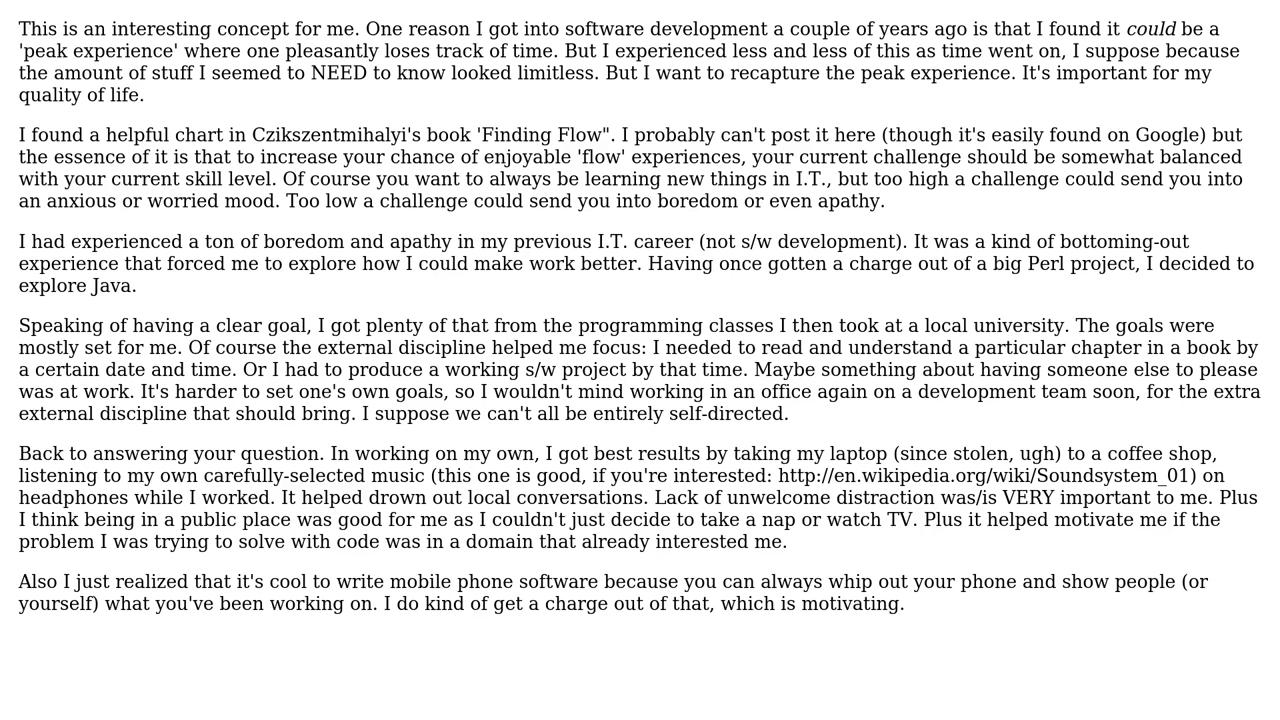 This is an interesting concept for me. One reason I got into software development a couple of years ago is that I found it could be a
'peak experience' where one pleasantly loses track of time. But I experienced less and less of this as time went on, I suppose because
the amount of stuff I seemed to NEED to know looked limitless. But I want to recapture the peak experience. It's important for my
quality of life.
I found a helpful chart in Czikszentmihalyi's book 'Finding Flow". I probably can't post it here (though it's easily found on Google) but
the essence of it is that to increase your chance of enjoyable 'flow' experiences, your current challenge should be somewhat balanced
with your current skill level. Of course you want to always be learning new things in I.T., but too high a challenge could send you into
an anxious or worried mood. Too low a challenge could send you into boredom or even apathy.
I had experienced a ton of boredom and apathy in my previous I.T. career (not s/w development). It was a kind of bottoming-out
experience that forced me to explore how I could make work better. Having once gotten a charge out of a big Perl project, I decided to
explore Java.
Speaking of having a clear goal, I got plenty of that from the programming classes I then took at a local university. The goals were
mostly set for me. Of course the external discipline helped me focus: I needed to read and understand a particular chapter in a book by
a certain date and time. Or I had to produce a working s/w project by that time. Maybe something about having someone else to please
was at work. It's harder to set one's own goals, so I wouldn't mind working in an office again on a development team soon, for the extra
external discipline that should bring. I suppose we can't all be entirely self-directed.
Back to answering your question. In working on my own, I got best results by taking my laptop (since stolen, ugh) to a coffee shop,
listening to my own carefully-selected music (this one is good, if you're interested: http://en.wikipedia.org/wiki/Soundsystem_01) on
headphones while I worked. It helped drown out local conversations. Lack of unwelcome distraction was/is VERY important to me. Plus
I think being in a public place was good for me as I couldn't just decide to take a nap or watch TV. Plus it helped motivate me if the
problem I was trying to solve with code was in a domain that already interested me.
Also I just realized that it's cool to write mobile phone software because you can always whip out your phone and show people (or
yourself) what you've been working on. I do kind of get a charge out of that, which is motivating.